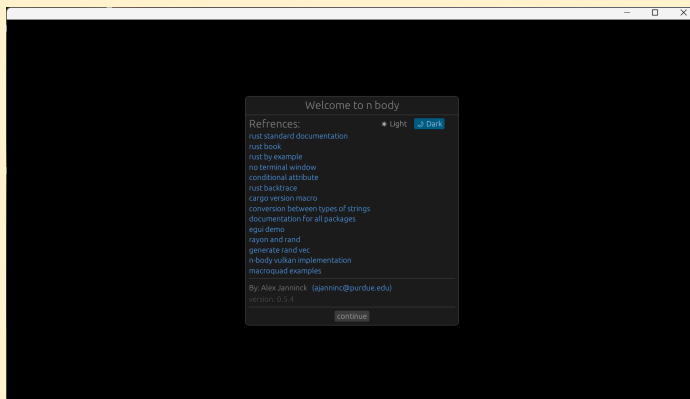 Welcome to n body
Refrences:
Light
Dark
rust standard documentation
rust book
rust by example
no terminal window
conditional attribute
rust backtrace
cargo version macro
conversion between types of strings
documentation for all packages
egui demo
rayon and rand
generate rand vec
n-body vulkan implementation
macroquad examples
By: Alex Janninck (ajanninc@purdue.edu)
version: 0.5.4
continue